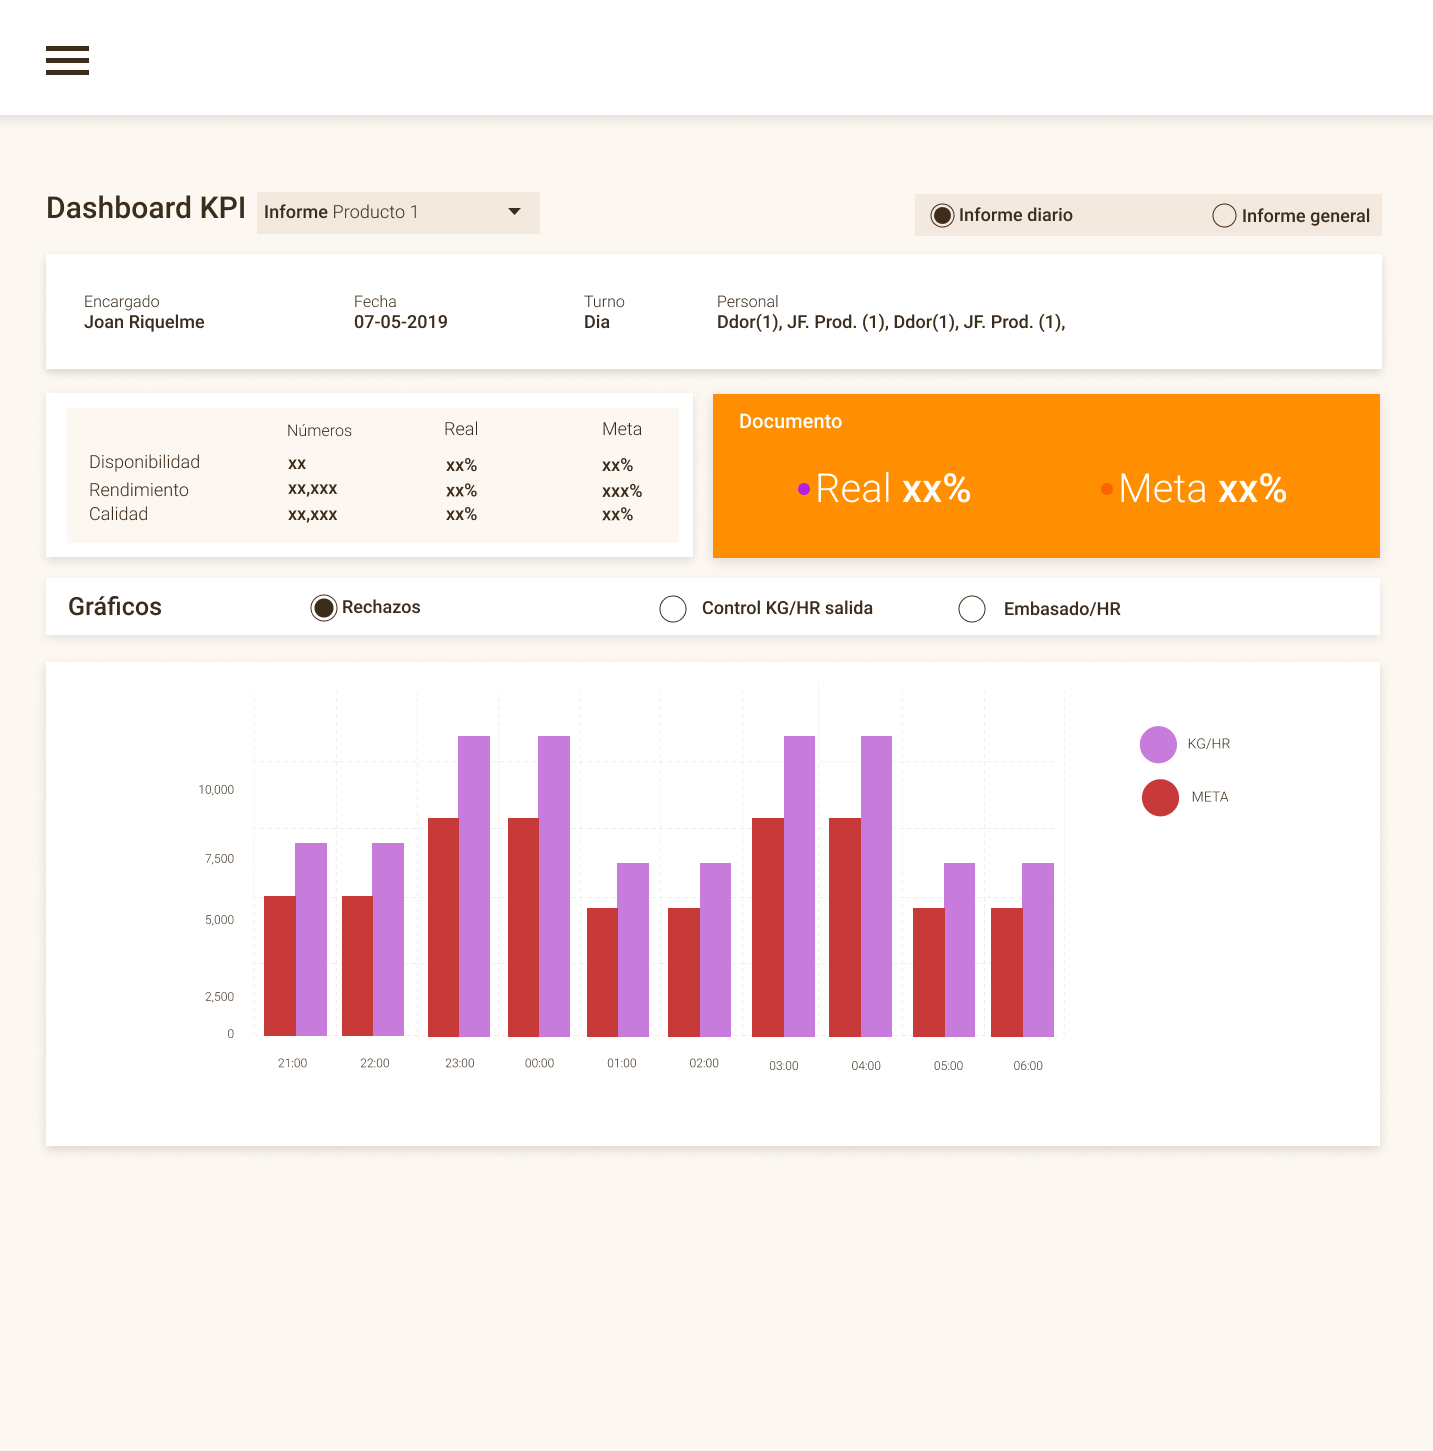 Dashboard KPI
Informe Producto 1
Informe diario
Informe general
Encargado
Joan Riquelme
Fecha
07-05-2019
Turno
Dia
Personal
Ddor(1), JF. Prod. (1), Ddor(1), JF. Prod. (1),
Números Real Meta
Disponibilidad xx xx% xx%
Rendimiento xx,xxx xx% xxx%
Calidad xx,xxx xx% xx%
Documento
Real xx%
Meta xx%
Gráficos
Rechazos
Control KG/HR salida
Embasado/HR
10,000
7,500
5,000
2,500
0
21:00 22:00 23:00 00:00 01:00 02:00 03:00 04:00 05:00 06:00
KG/HR
META